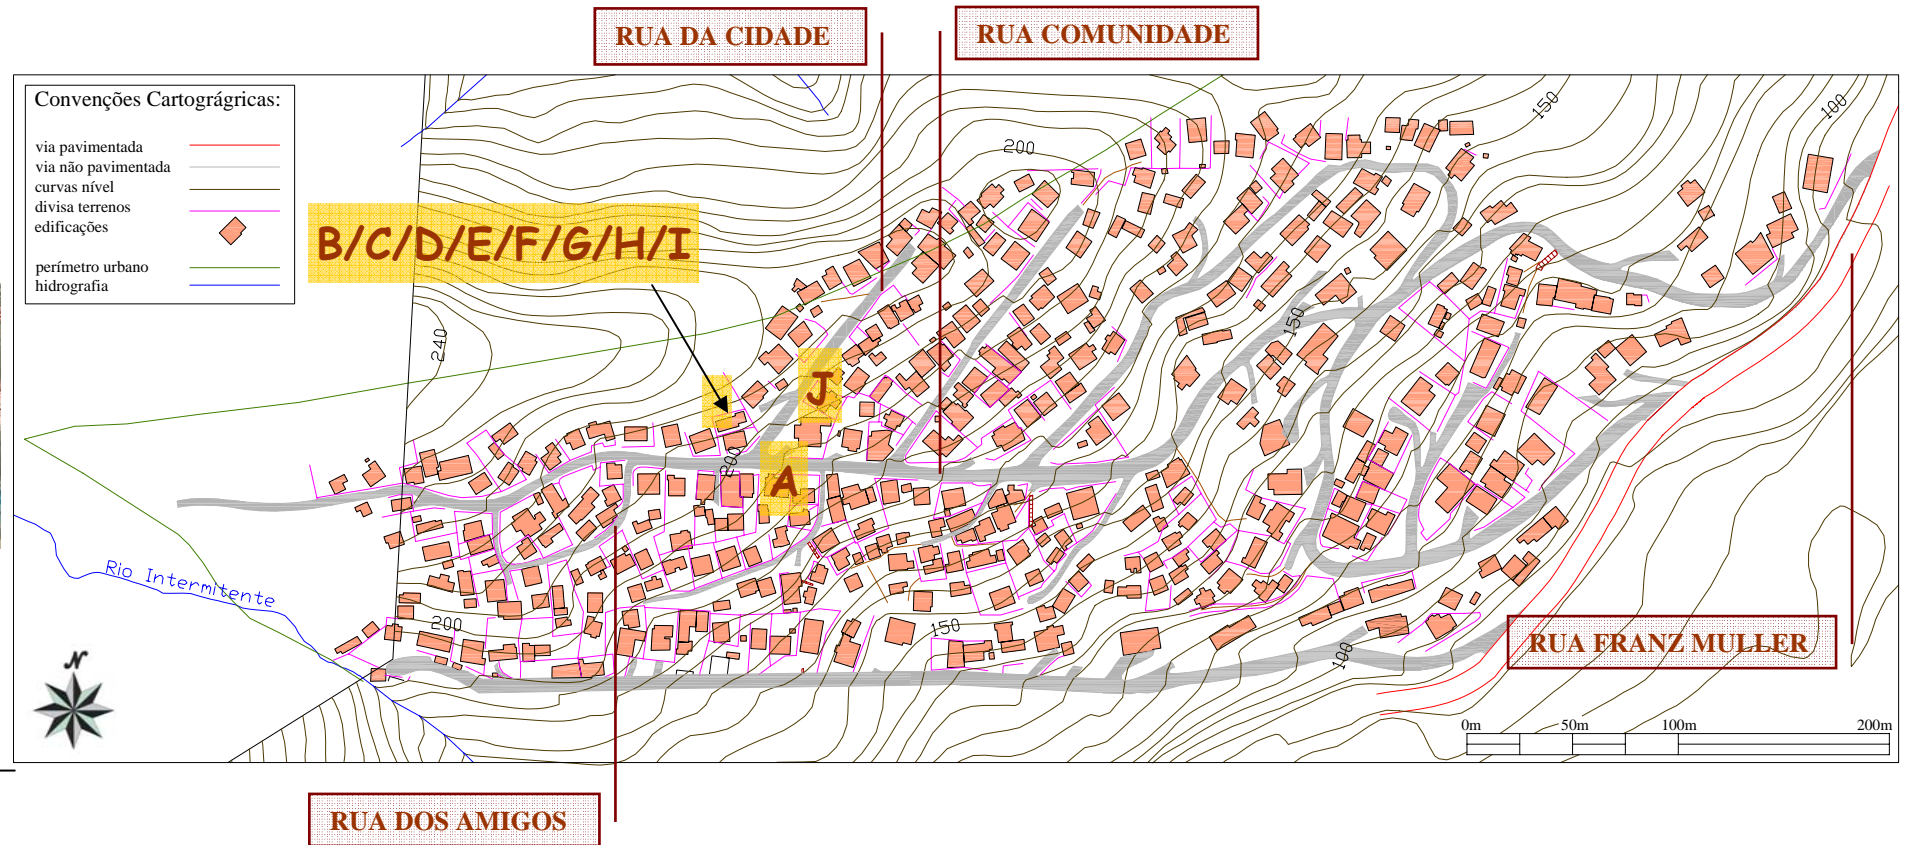 RUA DA CIDADE
RUA COMUNIDADE
Convenções Cartográgricas:
via pavimentada
via não pavimentada
curvas nível
divisa terrenos
edificações
perímetro urbano
hidrografia
B/C/D/E/F/G/H/I
J
A
200
150
100
240
150
200
Rio Intermitente
200
150
100
N
RUA FRANZ MULLER
0m 50m 100m 200m
RUA DOS AMIGOS